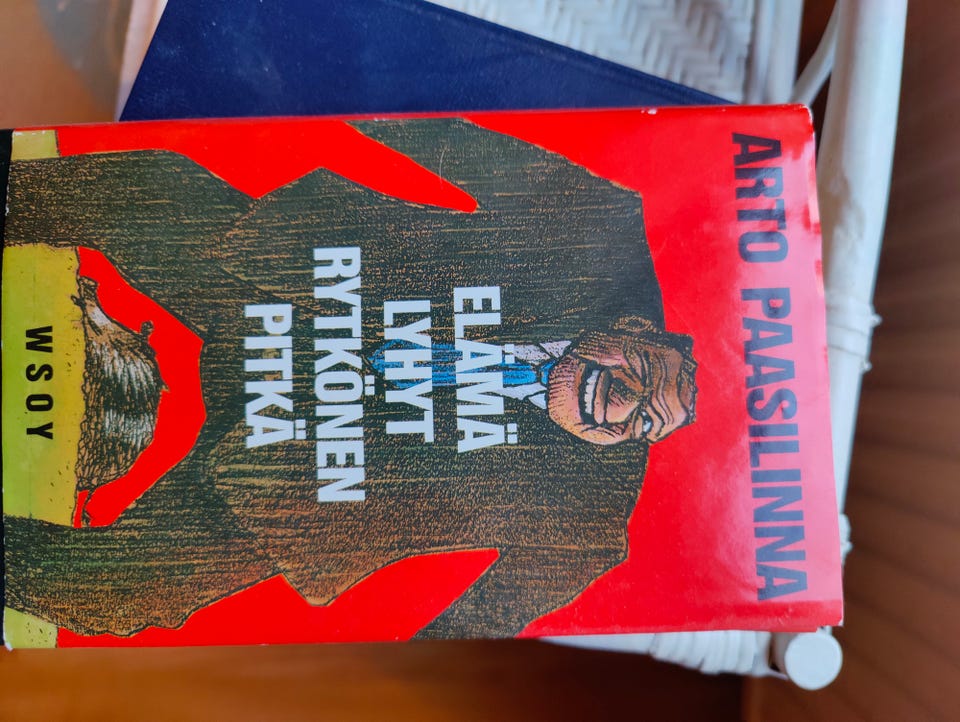 ARTO PAASILINNA
ELÄMÄ
LYHYT
RYTKÖNEN
PITKÄ
WSOY